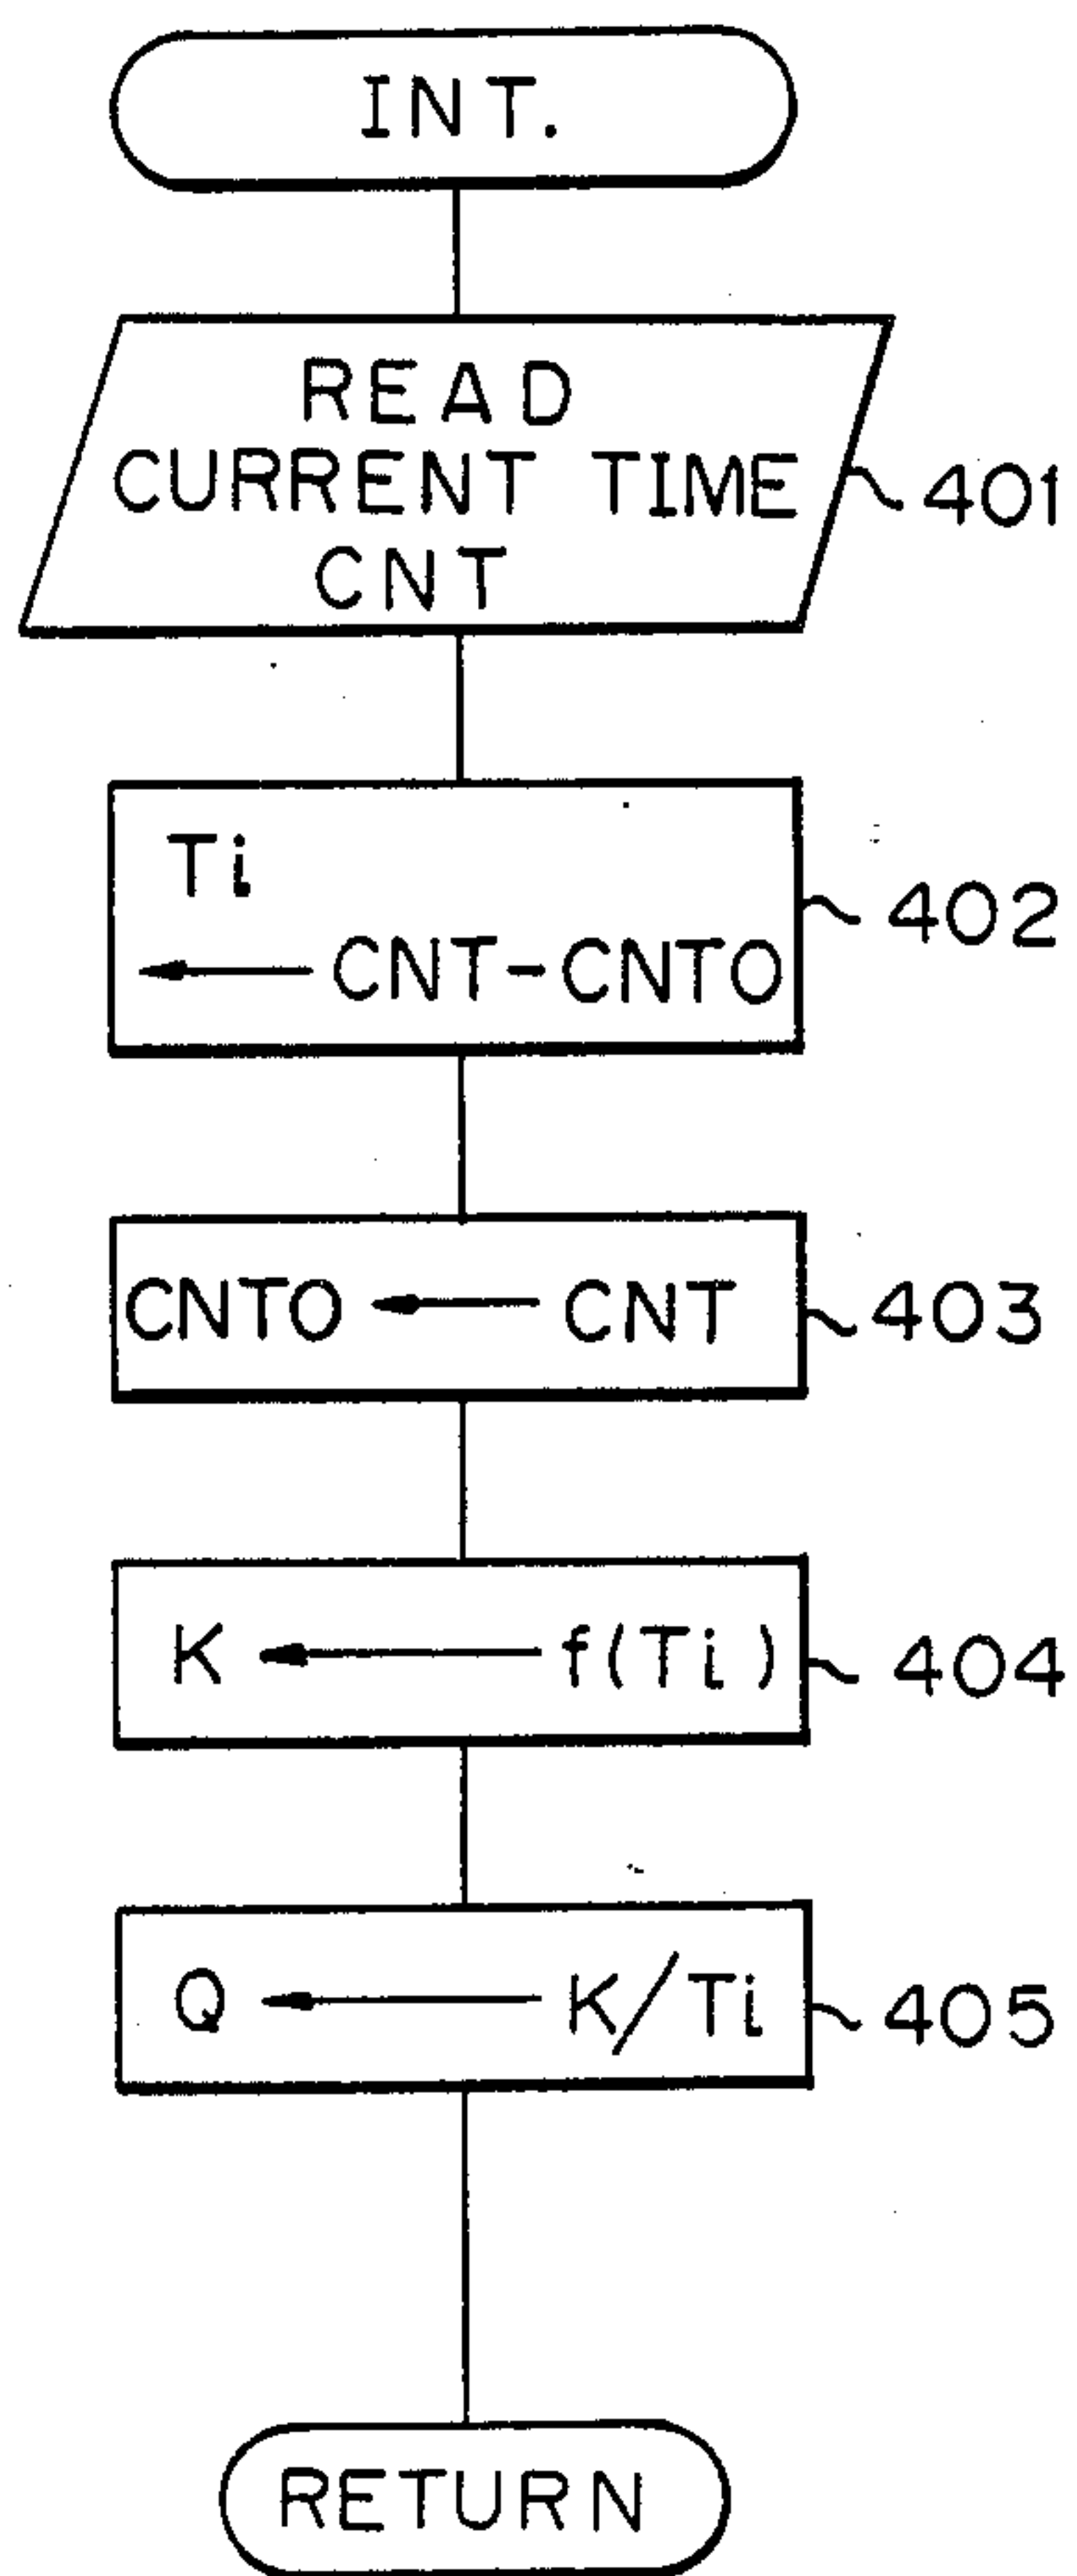 INT.
READ
CURRENT TIME
CNT
401
Ti
← CNT-CNTO
402
CNTO ← CNT
403
K ← f(Ti)
404
Q ← K/Ti
405
RETURN